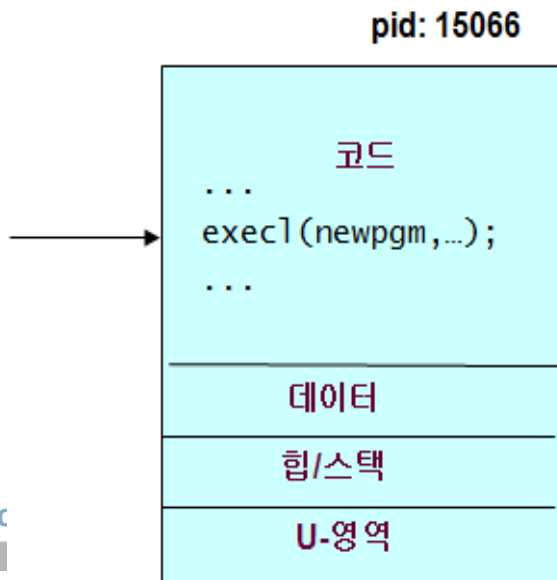 pid: 15066
코드
...
execl(newpgm,…);
...
데이터
힙/스택
U-영역